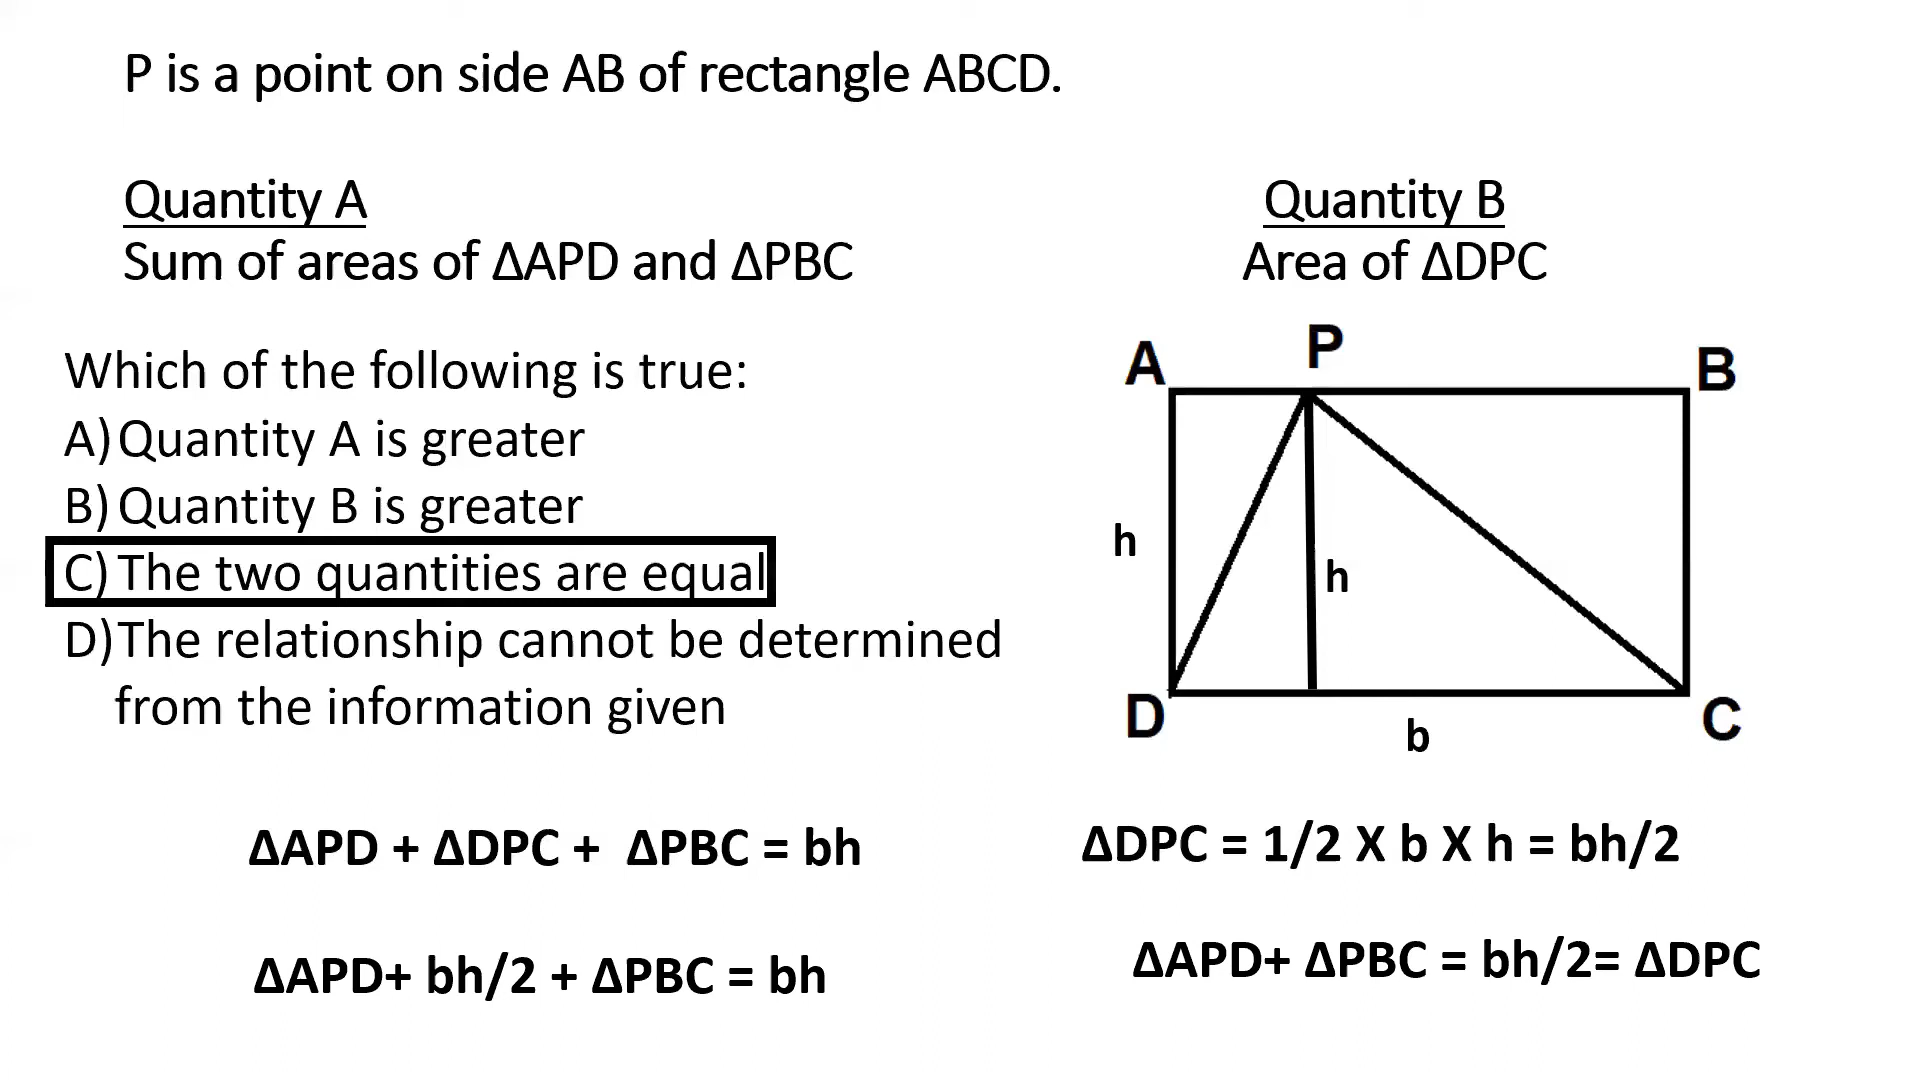 P is a point on side AB of rectangle ABCD.
Quantity A
Sum of areas of ΔAPD and ΔPBC
Quantity B
Area of ΔDPC
Which of the following is true:
A) Quantity A is greater
B) Quantity B is greater
C) The two quantities are equal
D) The relationship cannot be determined
from the information given
A
P
B
h
h
D
b
C
ΔAPD + ΔDPC + ΔPBC = bh
ΔDPC = 1/2 X b X h = bh/2
ΔAPD+ bh/2 + ΔPBC = bh
ΔAPD+ ΔPBC = bh/2= ΔDPC